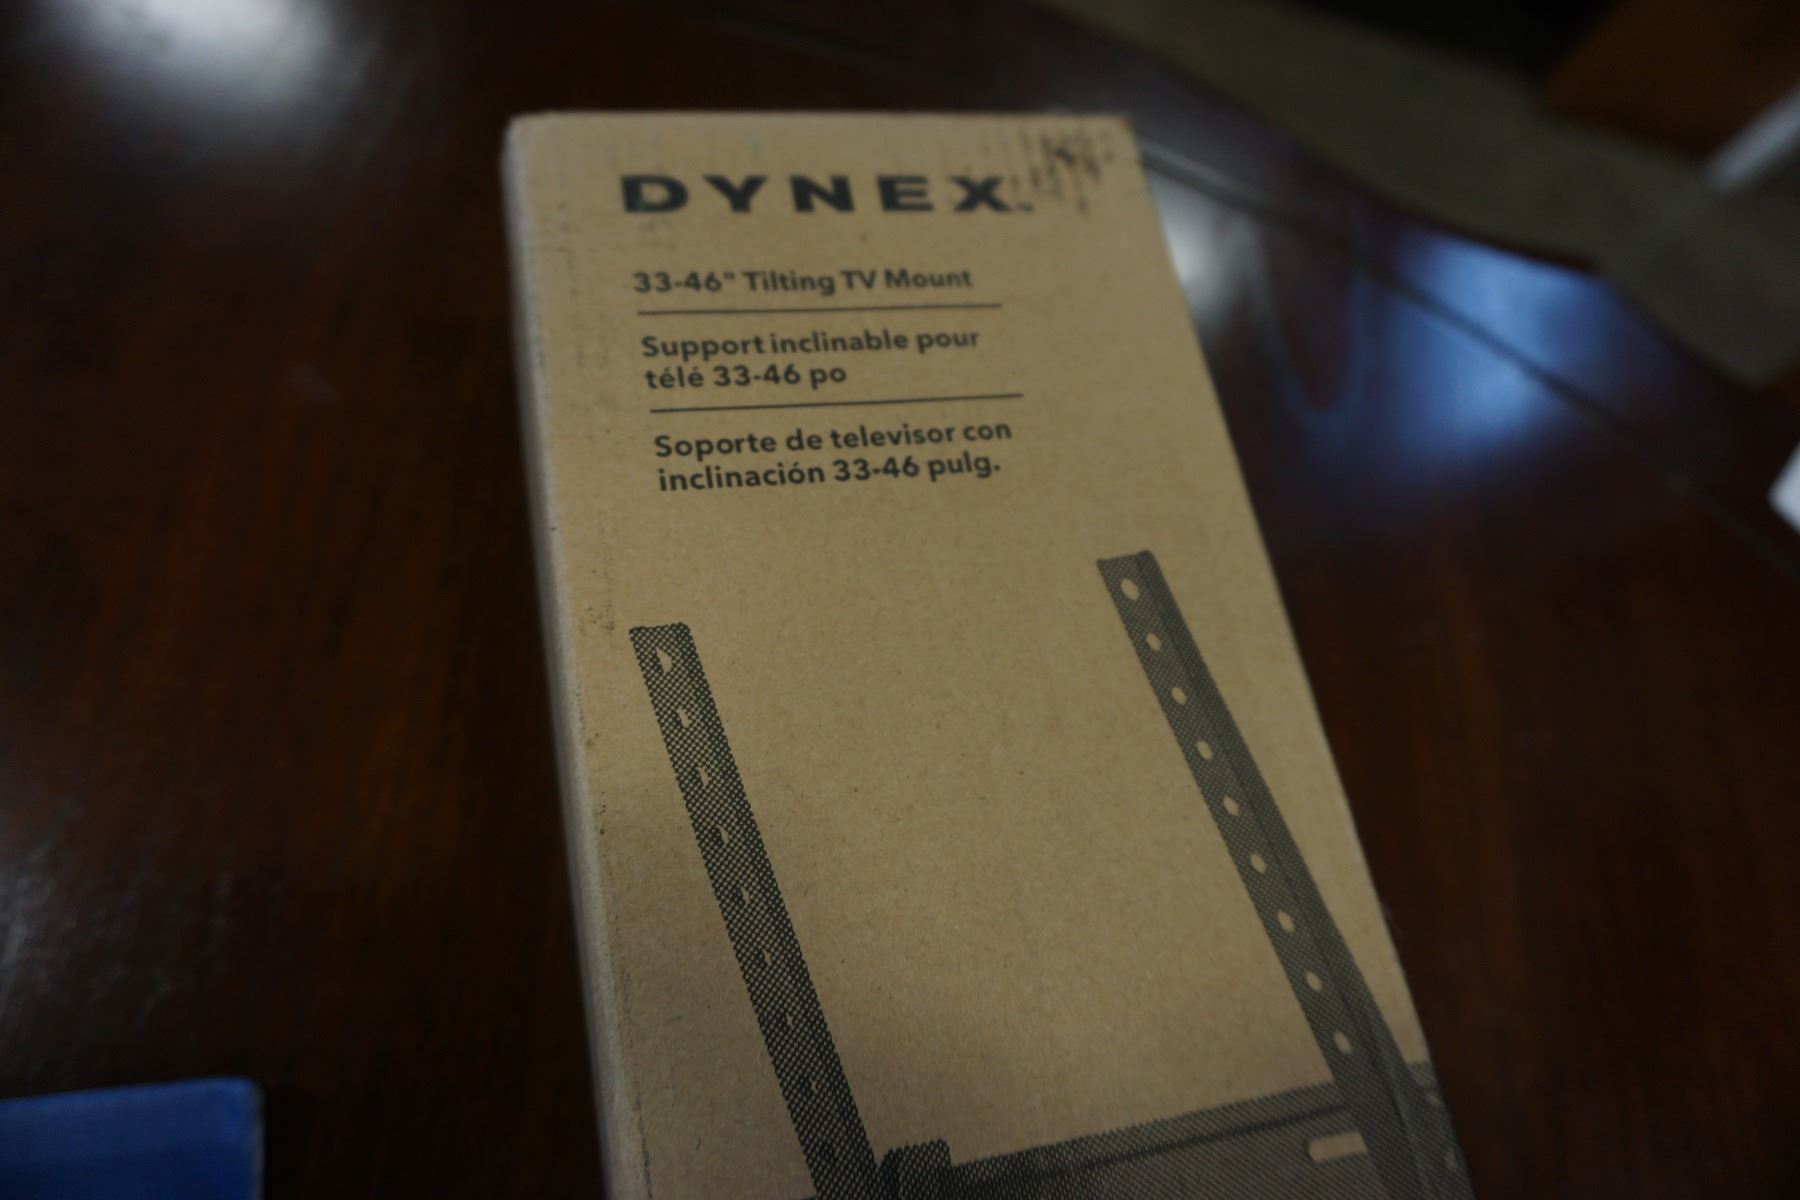 DYNEX™
33-46" Tilting TV Mount
Support inclinable pour
télé 33-46 po
Soporte de televisor con
inclinación 33-46 pulg.